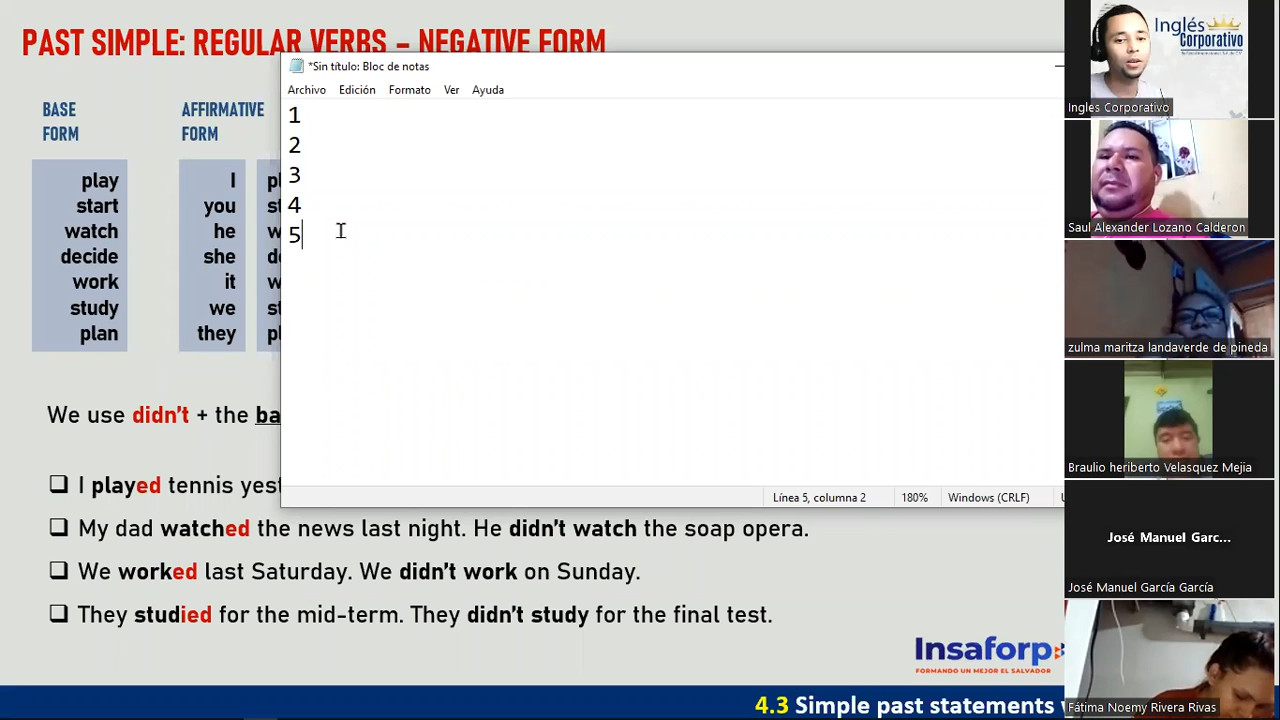 PAST SIMPLE: REGULAR VERBS – NEGATIVE FORM
*Sin título: Bloc de notas
Archivo Edición Formato Ver Ayuda
1
2
3
4
5
Línea 5, columna 2 180% Windows (CRLF)
BASE
FORM
play
start
watch
decide
work
study
plan
AFFIRMATIVE
FORM
I
you
he
she
it
we
they
We use didn't + the
I played tennis
My dad watched the news last night. He didn't watch the soap opera.
We worked last Saturday. We didn't work on Sunday.
They studied for the mid-term. They didn't study for the final test.
Insaforp
FORMANDO UN MEJOR EL SALVADOR
4.3 Simple past statements
Inglés
Corporativo
Ingles Corporativo
Saul Alexander Lozano Calderon
zulma maritza landaverde de pineda
Braulio heriberto Velasquez Mejia
José Manuel Garc...
José Manuel García García
Fátima Noemy Rivera Rivas